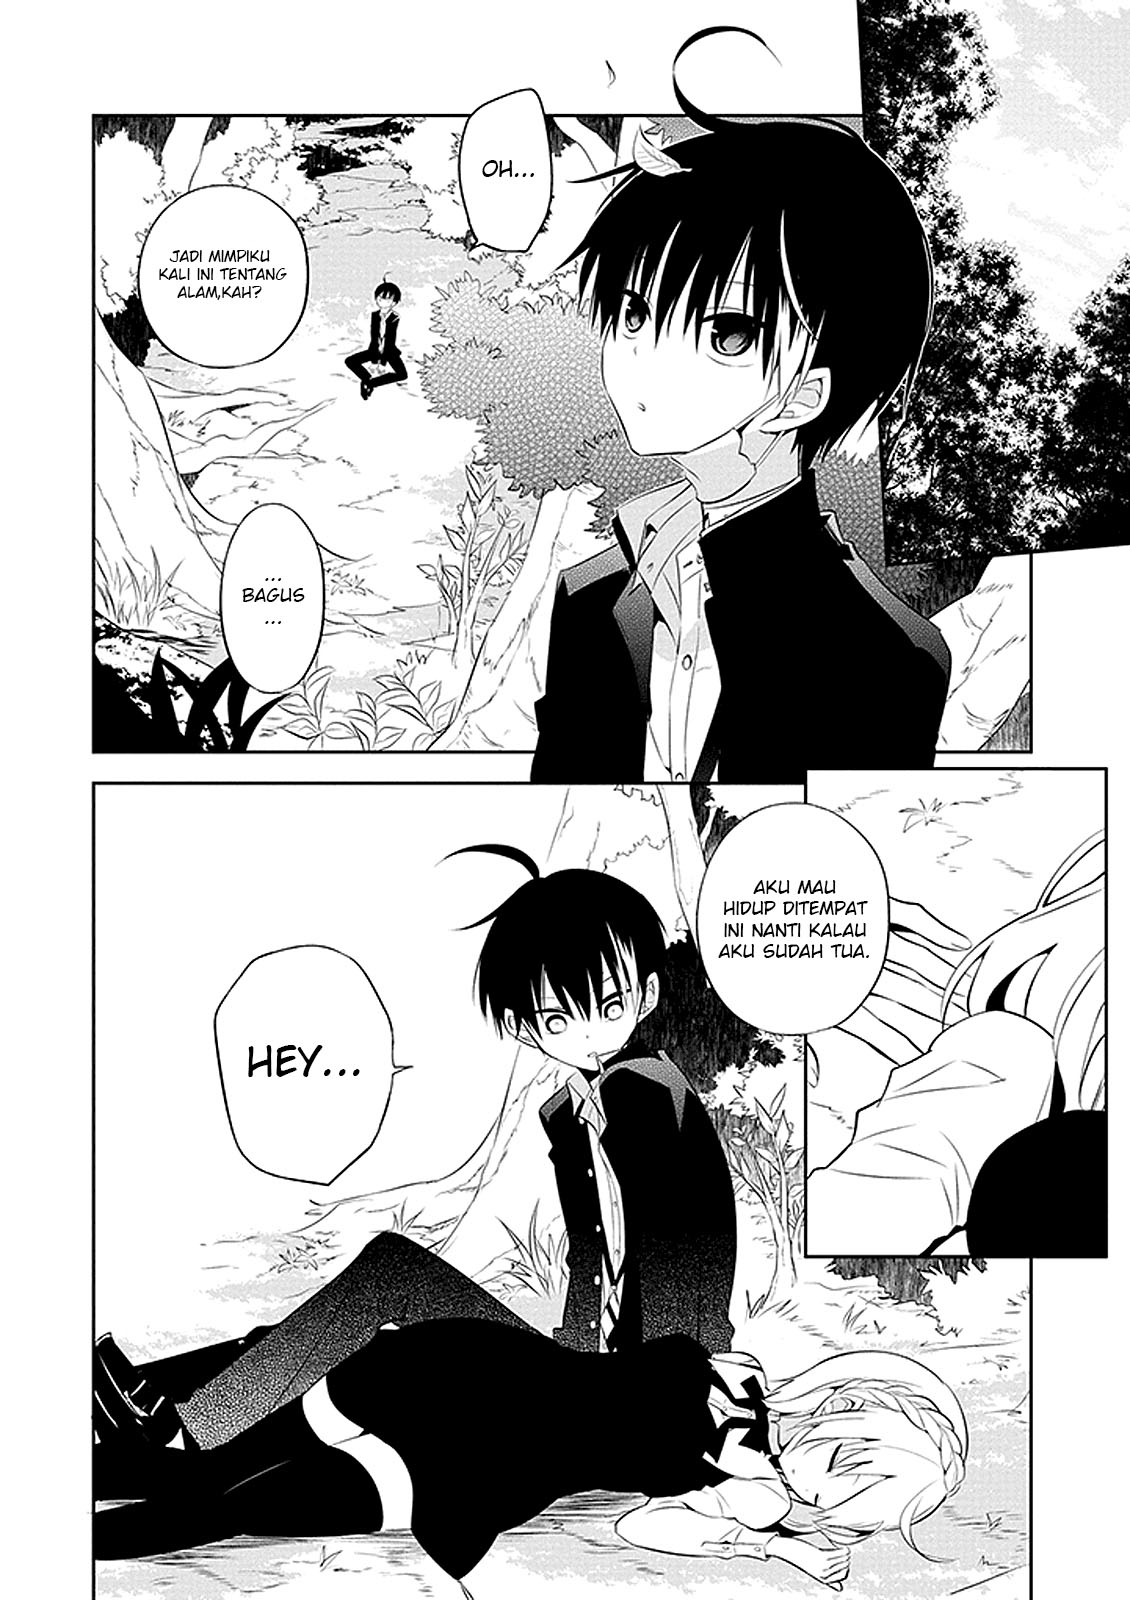 OH...
JADI MIMPIKU
KALI INI TENTANG
ALAM,KAH?
...
BAGUS
...
AKU MAU
HIDUP DITEMPAT
INI NANTI KALAU
AKU SUDAH TUA.
HEY...